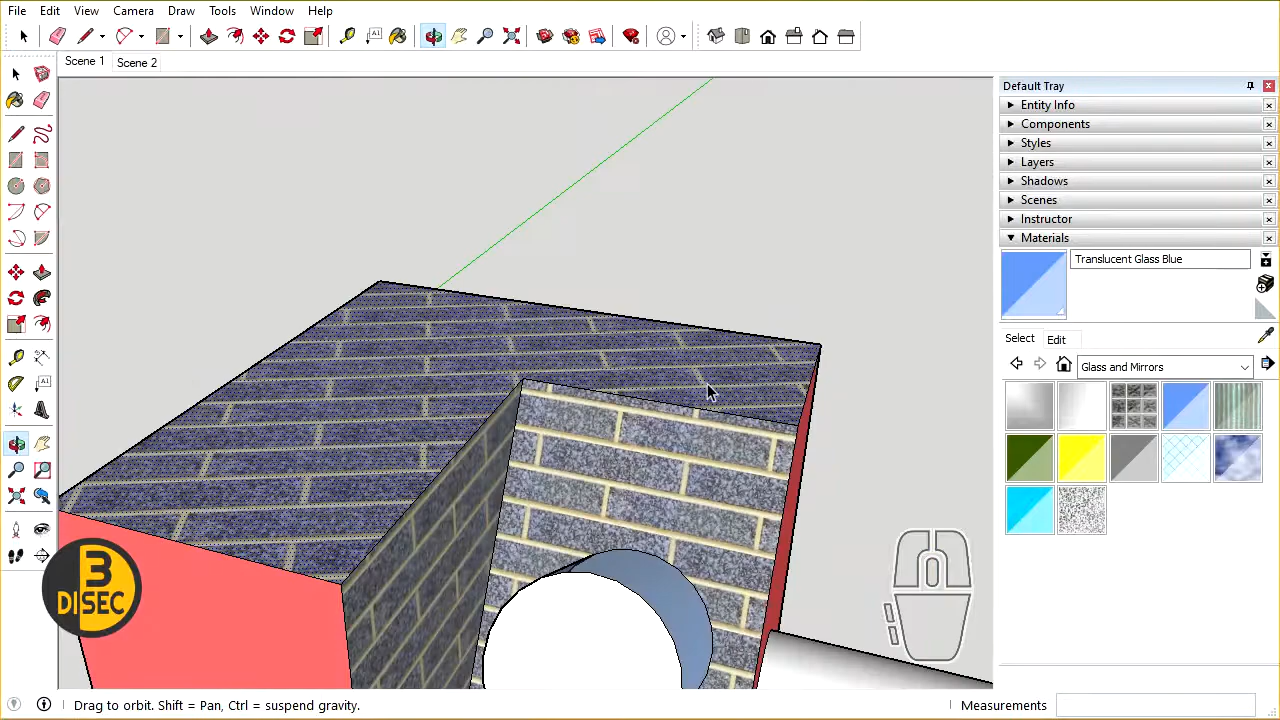 File Edit View Camera Draw Tools Window Help
A1
Scene 1 Scene 2
Default Tray
Entity Info
Components
Styles
Layers
Shadows
Scenes
Instructor
Materials
Translucent Glass Blue
Select Edit
Glass and Mirrors
A1
3
DISEC
Drag to orbit. Shift = Pan, Ctrl = suspend gravity.
Measurements